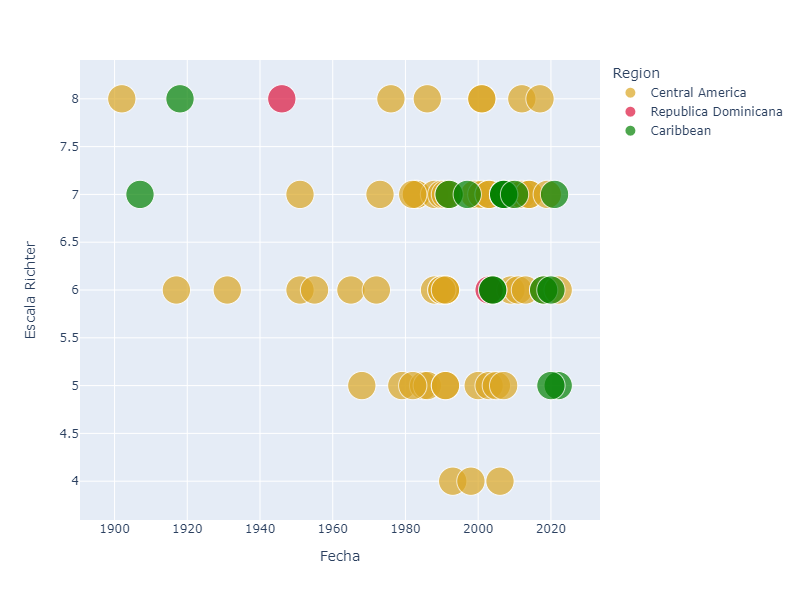 Region
Central America
Republica Dominicana
Caribbean
8
7.5
7
6.5
6
5.5
5
4.5
4
Escala Richter
1900 1920 1940 1960 1980 2000 2020
Fecha